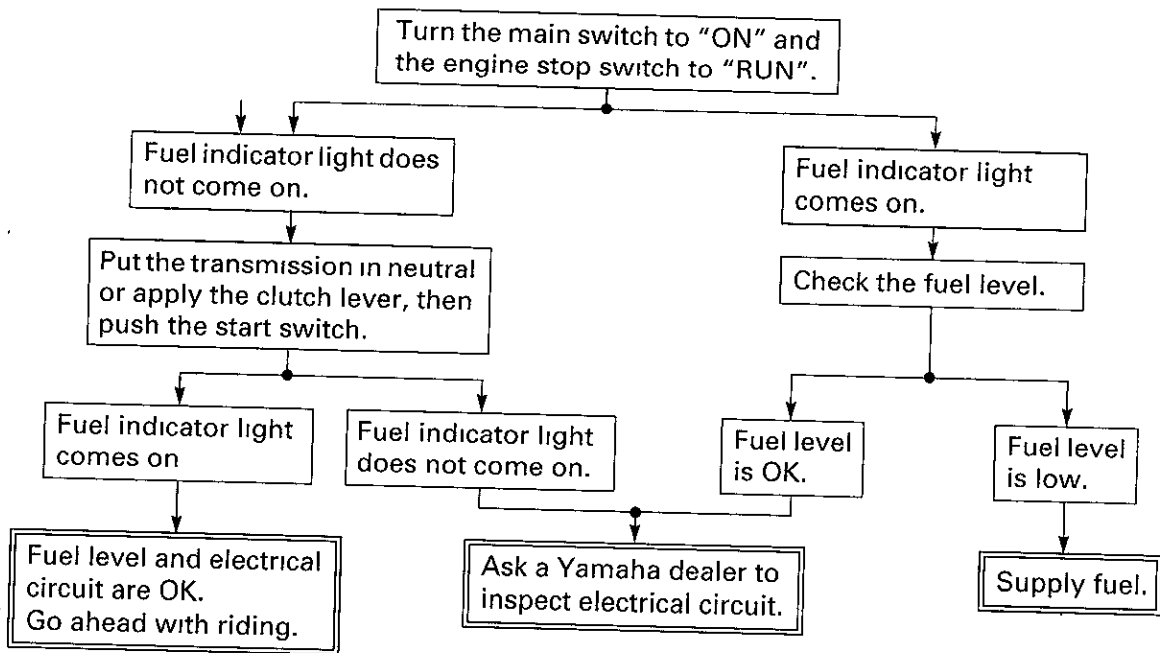 Turn the main switch to "ON" and
the engine stop switch to "RUN".
Fuel indicator light does
not come on.
Fuel indicator light
comes on.
Put the transmission in neutral
or apply the clutch lever, then
push the start switch.
Check the fuel level.
Fuel indicator light
comes on
Fuel indicator light
does not come on.
Fuel level
is OK.
Fuel level
is low.
Fuel level and electrical
circuit are OK.
Go ahead with riding.
Ask a Yamaha dealer to
inspect electrical circuit.
Supply fuel.